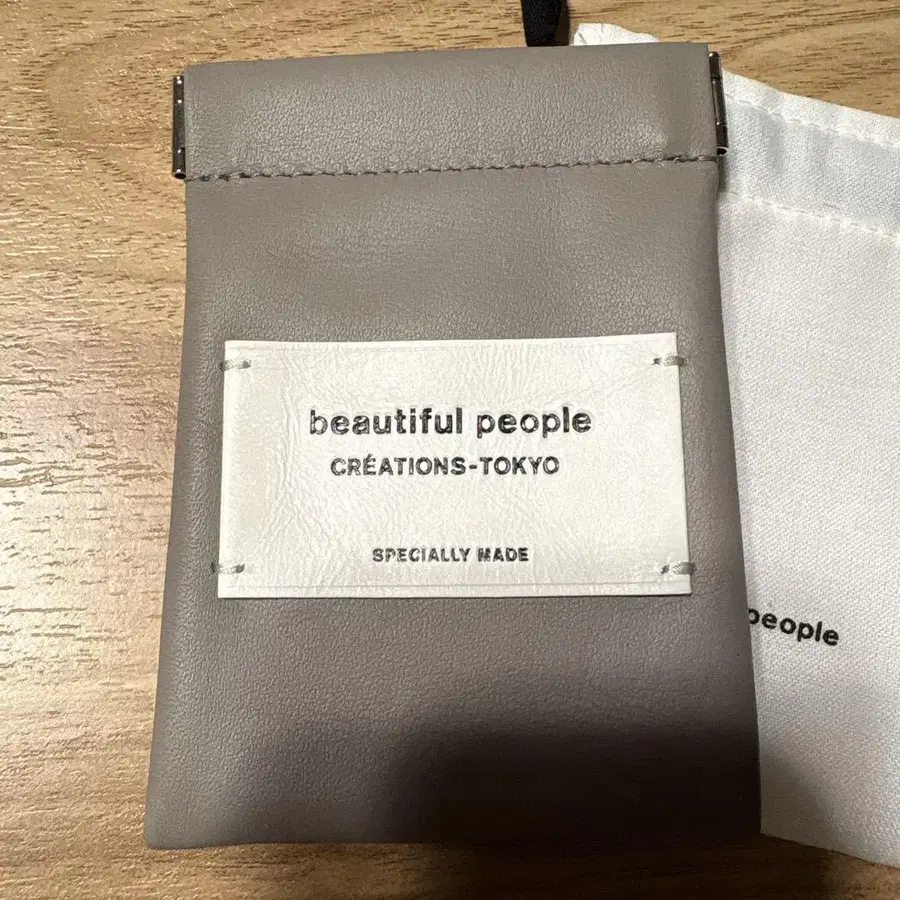 beautiful people
CRÉATIONS-TOKYO
SPECIALLY MADE
people